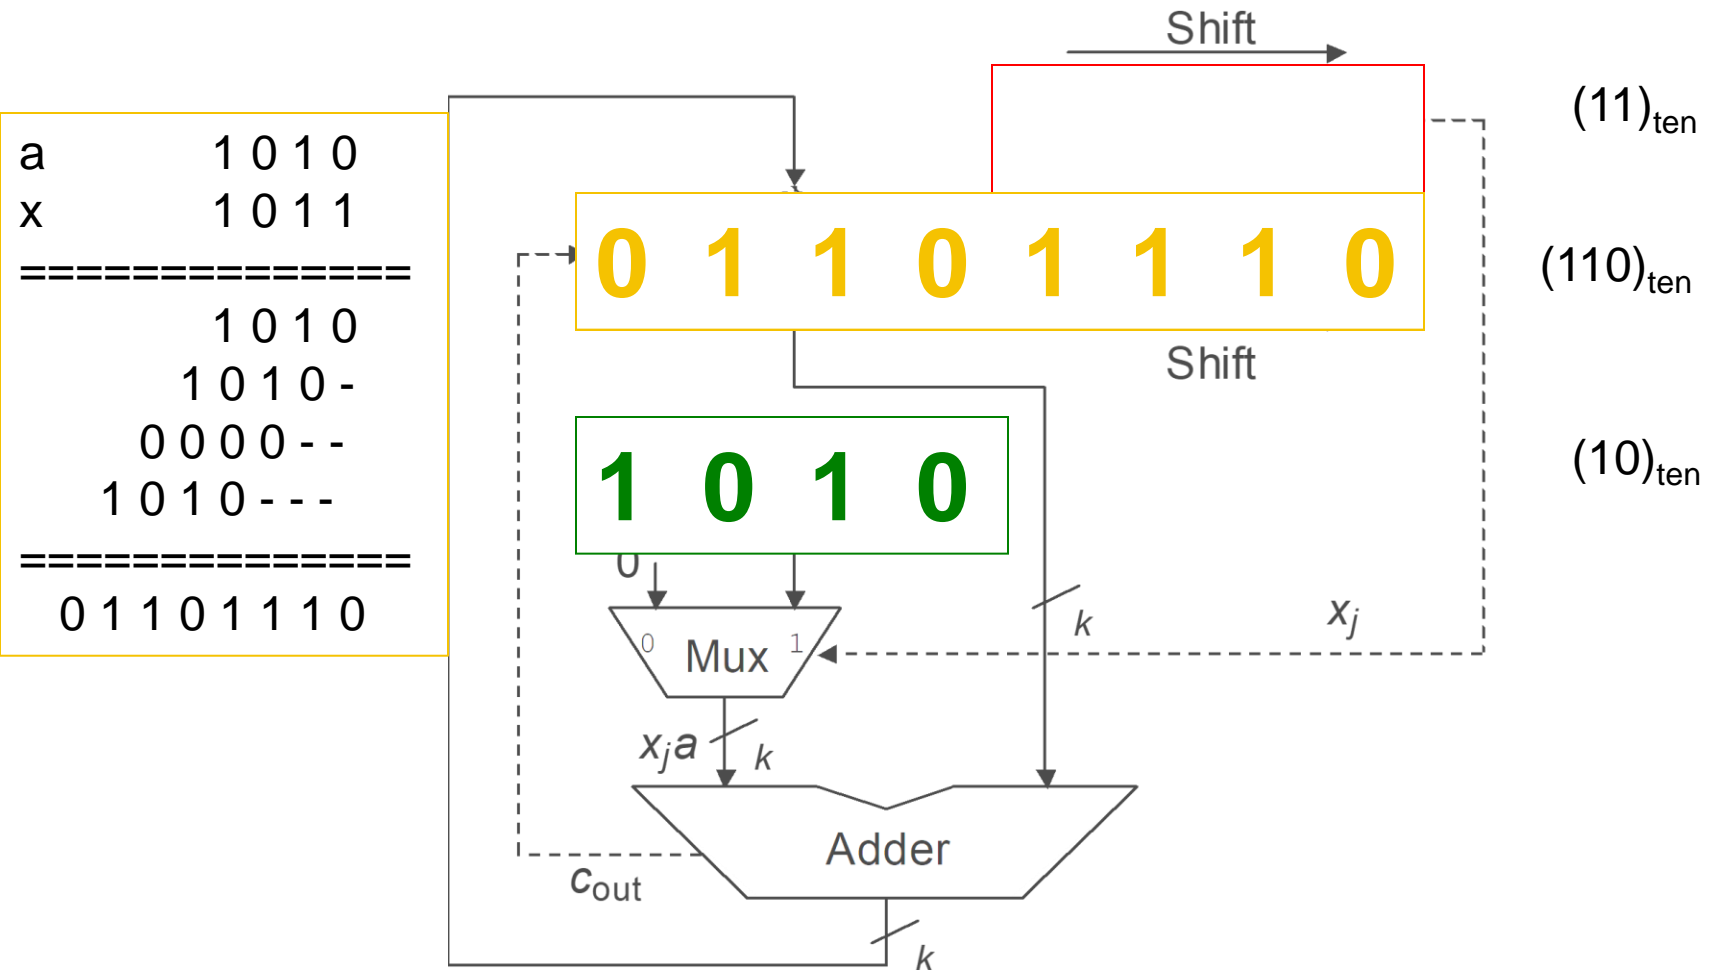 Shift
(11)ten
a 1 0 1 0
x 1 0 1 1
==============
1 0 1 0
1 0 1 0 -
0 0 0 0 - -
1 0 1 0 - - -
==============
0 1 1 0 1 1 1 0
0 1 1 0 1 1 1 0
(110)ten
Shift
1 0 1 0
(10)ten
0
0 Mux 1
k
xj
xja
k
Adder
cout
k